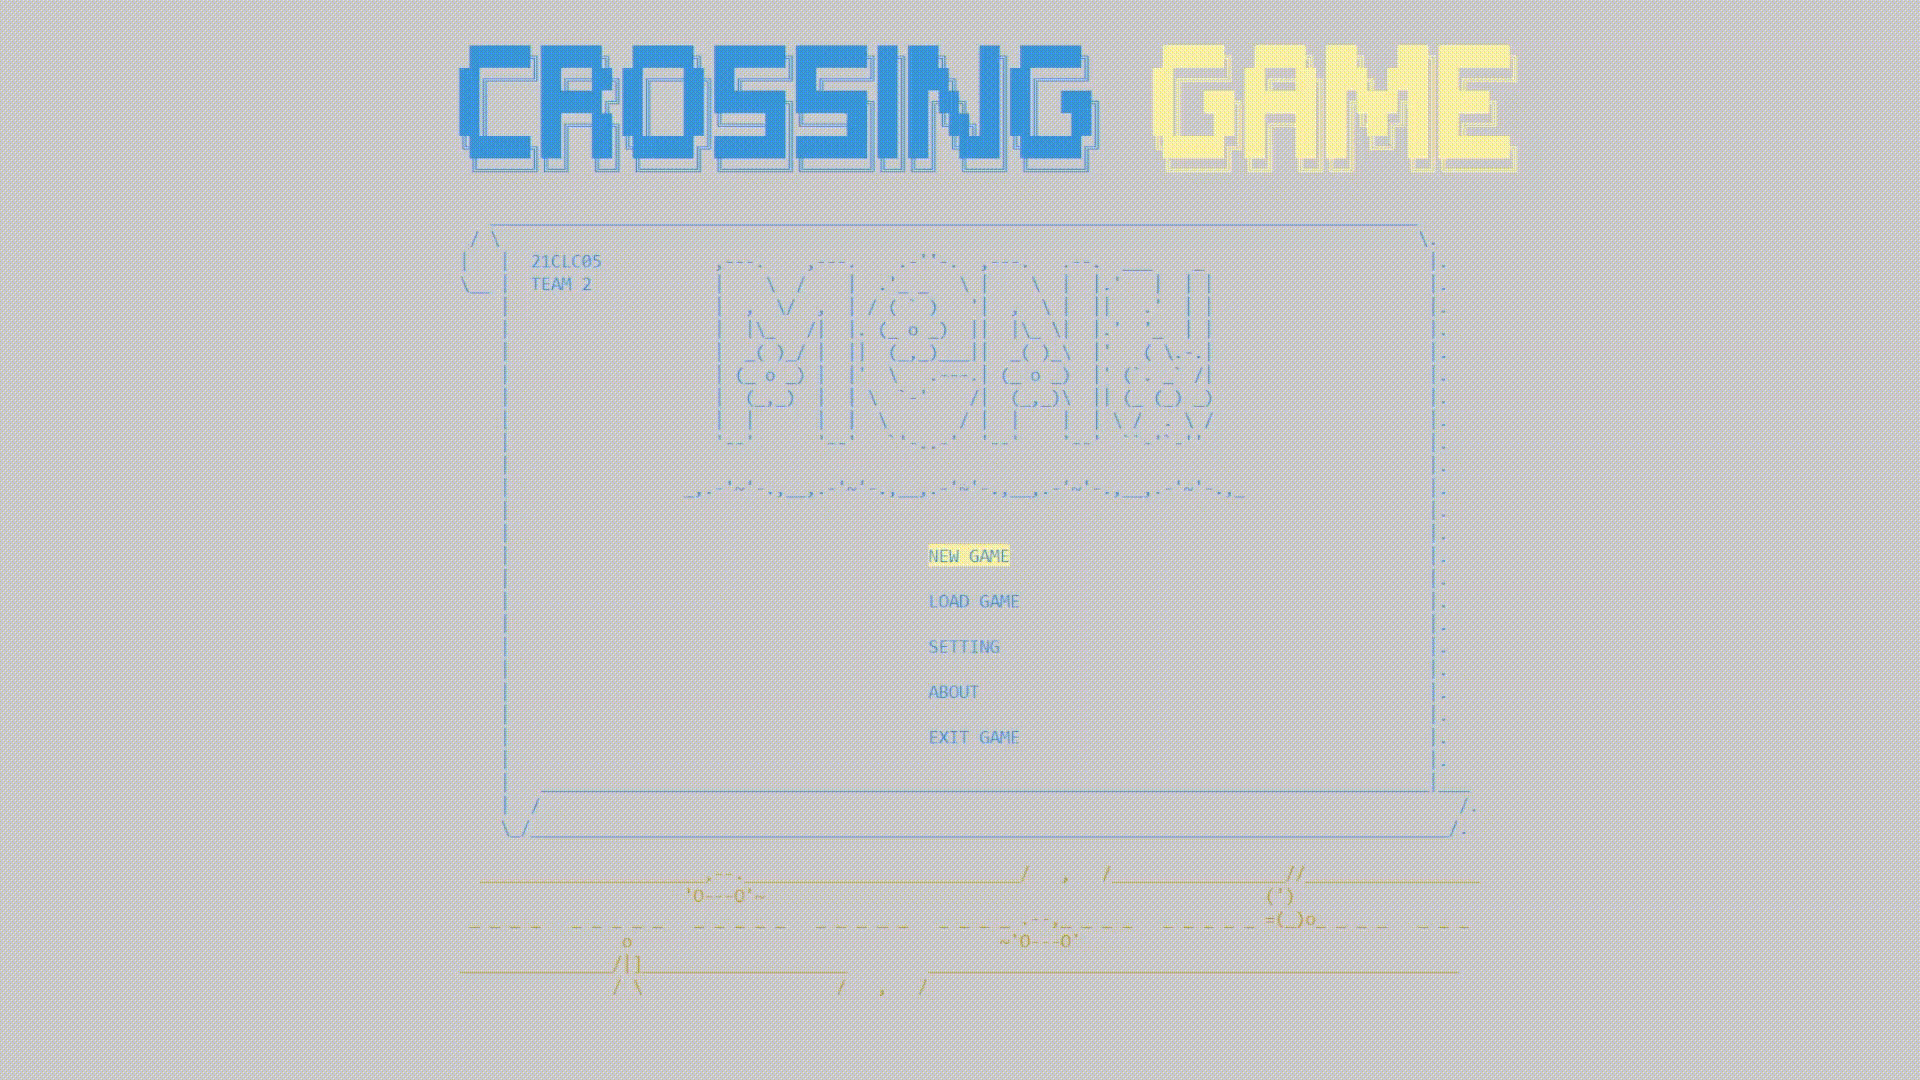 CROSSING GAME
21CLC05
TEAM 2
MENU
NEW GAME
LOAD GAME
SETTING
ABOUT
EXIT GAME